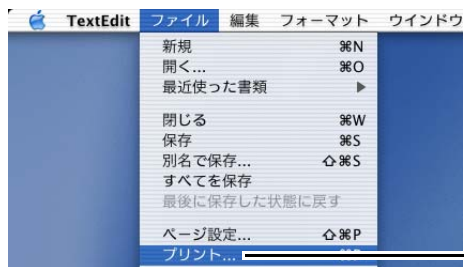 TextEdit ファイル 編集 フォーマット ウインドウ
新規 ⌘N
開く... ⌘O
最近使った書類 ▶
閉じる ⌘W
保存 ⌘S
別名で保存... ⇧⌘S
すべてを保存
最後に保存した状態に戻す
ページ設定... ⇧⌘P
プリント...